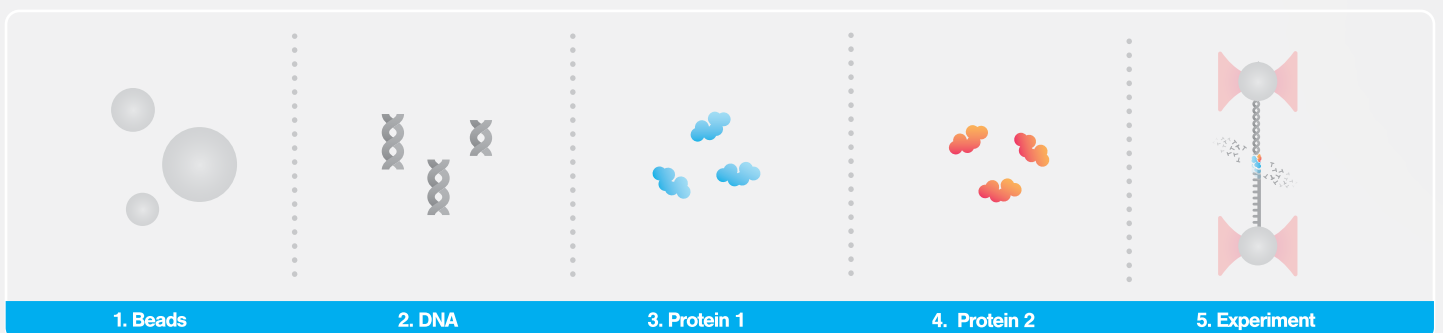 1. Beads
2. DNA
3. Protein 1
4. Protein 2
5. Experiment